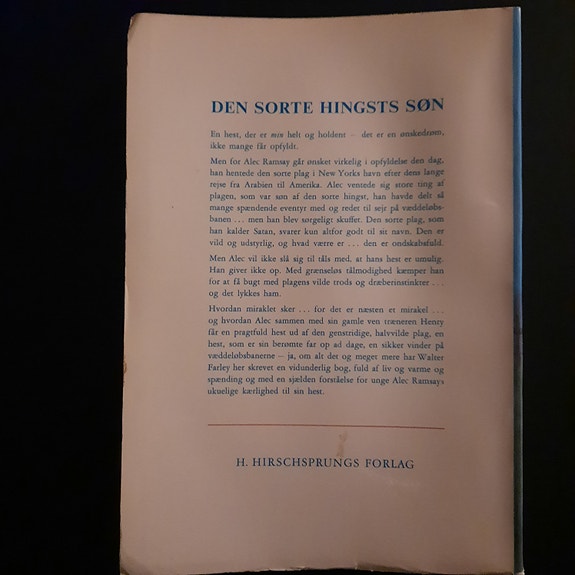 DEN SORTE HINGSTS SØN
En hest, der er min helt og holdent – det er en ønskedrøm,
ikke mange får opfyldt.
Men for Alec Ramsay går ønsket virkelig i opfyldelse den dag,
han hentede den sorte plag i New Yorks havn efter dens lange
rejse fra Arabien til Amerika. Alec ventede sig store ting af
plagen, som var søn af den sorte hingst, han havde delt så
mange spændende eventyr med og redet til sejr på væddeløbs-
banen ... men han blev sørgeligt skuffet. Den sorte plag, som
han kalder Satan, svarer kun altfor godt til sit navn. Den er
vild og udstyrlig, og hvad værre er ... den er ondskabsfuld.
Men Alec vil ikke slå sig til tåls med, at hans hest er umulig.
Han giver ikke op. Med grænseløs tålmodighed kæmper han
for at få bugt med plagens vilde trods og dræberinstinkter ...
og det lykkes ham.
Hvordan miraklet sker ... for det er næsten et mirakel ...
og hvordan Alec sammen med sin gamle ven træneren Henry
får en pragtfuld hest ud af den genstridige, halvvilde plag, en
hest, som er sin berømte far op ad dage, en sikker vinder på
væddeløbsbanerne – ja, om alt det og meget mere har Walter
Farley her skrevet en vidunderlig bog, fuld af liv og varme og
spænding og med en sjælden forståelse for unge Alec Ramsays
ukuelige kærlighed til sin hest.
H. HIRSCHSPRUNGS FORLAG